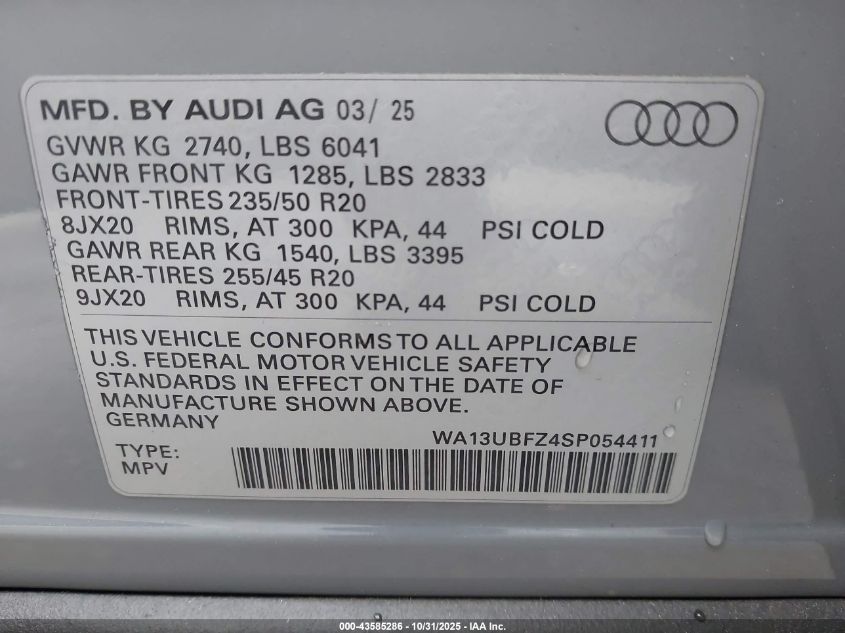 MFD. BY AUDI AG 03/ 25
GVWR KG 2740, LBS 6041
GAWR FRONT KG 1285, LBS 2833
FRONT-TIRES 235/50 R20
8JX20 RIMS, AT 300 KPA, 44 PSI COLD
GAWR REAR KG 1540, LBS 3395
REAR-TIRES 255/45 R20
9JX20 RIMS, AT 300 KPA, 44 PSI COLD
THIS VEHICLE CONFORMS TO ALL APPLICABLE
U.S. FEDERAL MOTOR VEHICLE SAFETY
STANDARDS IN EFFECT ON THE DATE OF
MANUFACTURE SHOWN ABOVE.
GERMANY
WA13UBFZ4SP054411
TYPE:
MPV
000-43585286 - 10/31/2025 - IAA Inc.